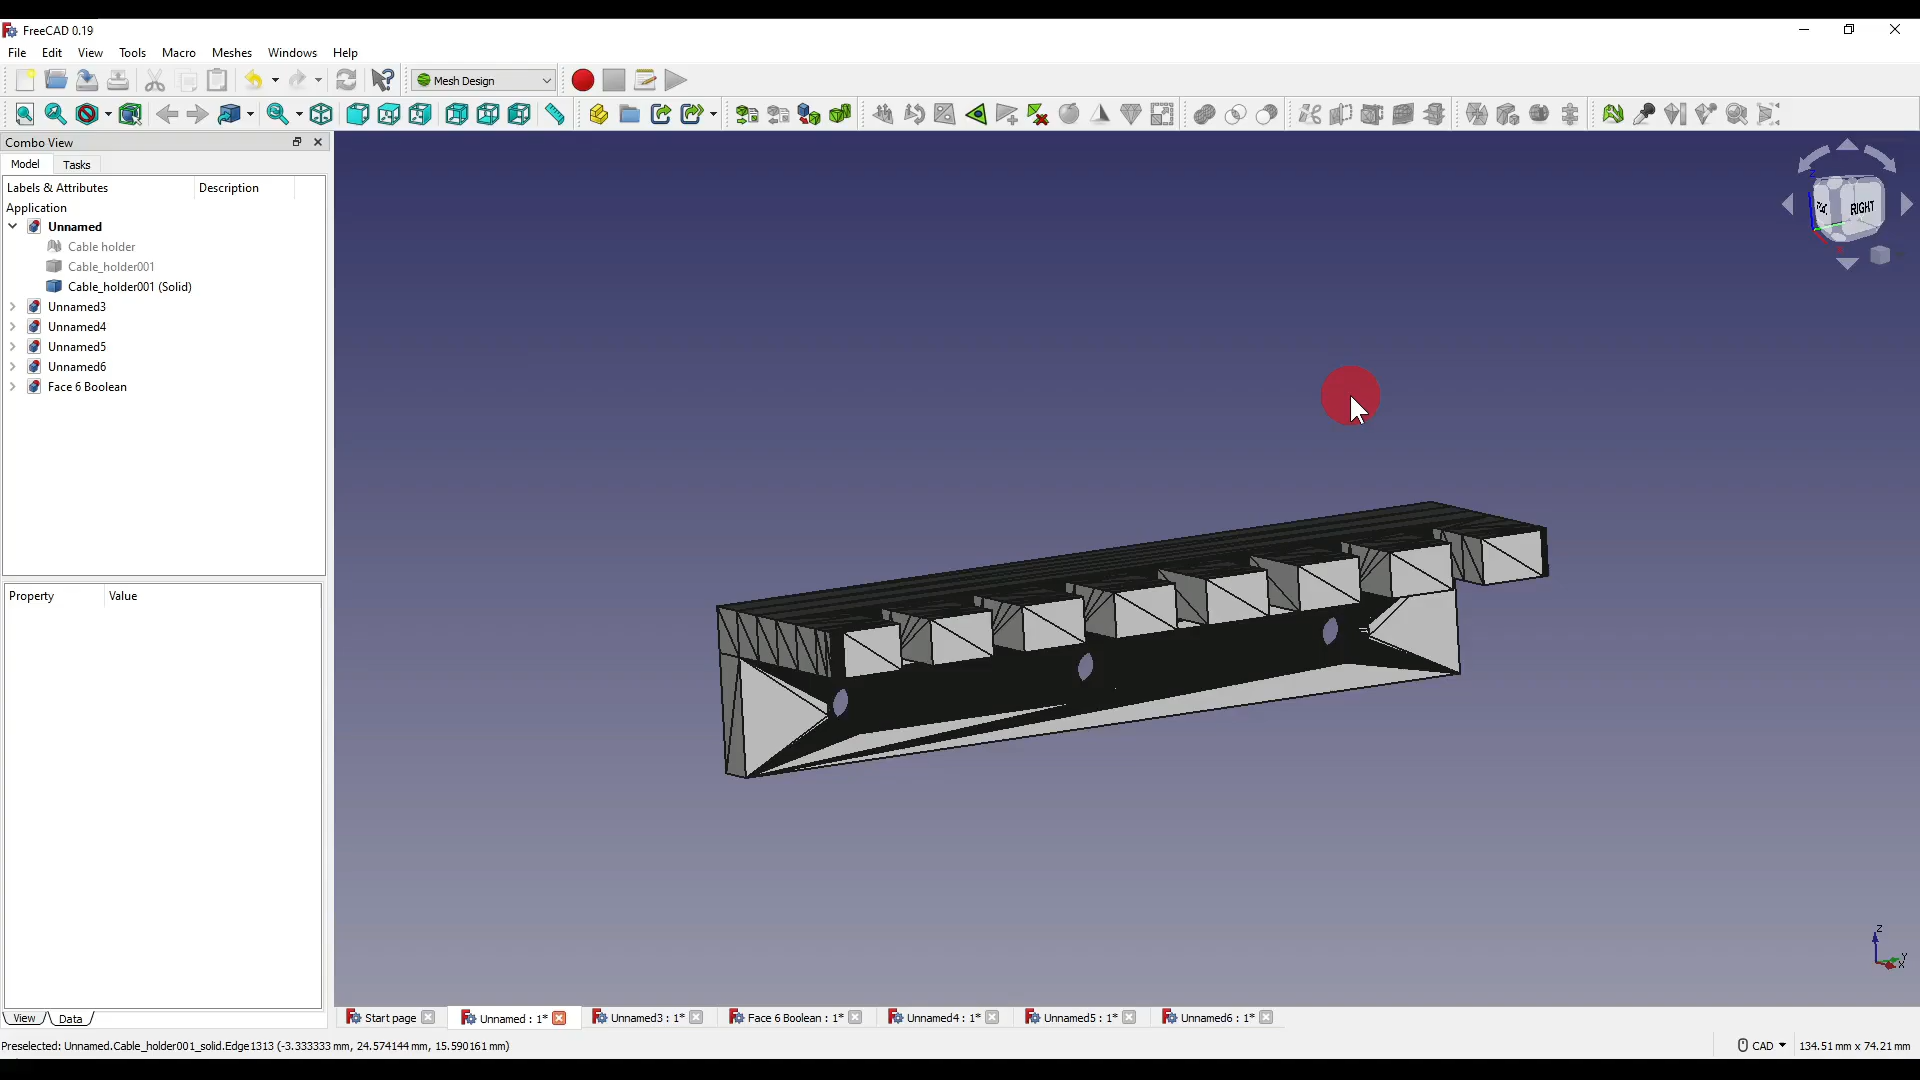 FreeCAD 0.19
File Edit View Tools Macro Meshes Windows Help
Mesh Design
Combo View
Model Tasks
Labels & Attributes Description
Application
Unnamed
Cable holder
Cable_holder001
Cable_holder001 (Solid)
Unnamed3
Unnamed4
Unnamed5
Unnamed6
Face 6 Boolean
Property Value
RIGHT
Z
Z
Y
X
View Data
Start page Unnamed : 1* Unnamed3 : 1* Face 6 Boolean : 1* Unnamed4 : 1* Unnamed5 : 1* Unnamed6 : 1*
Preselected: Unnamed.Cable_holder001_solid.Edge1313 (-3.333333 mm, 24.574144 mm, 15.590161 mm)
CAD 134.51 mm x 74.21 mm